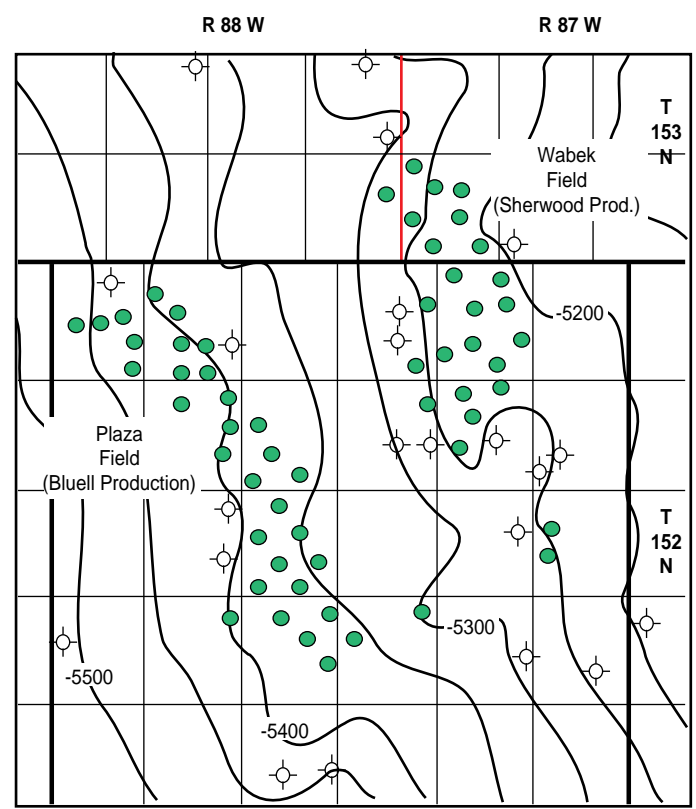 R 88 W
R 87 W
T
153
N
Wabek
Field
(Sherwood Prod.)
-5200
Plaza
Field
(Bluell Production)
T
152
N
-5300
-5500
-5400